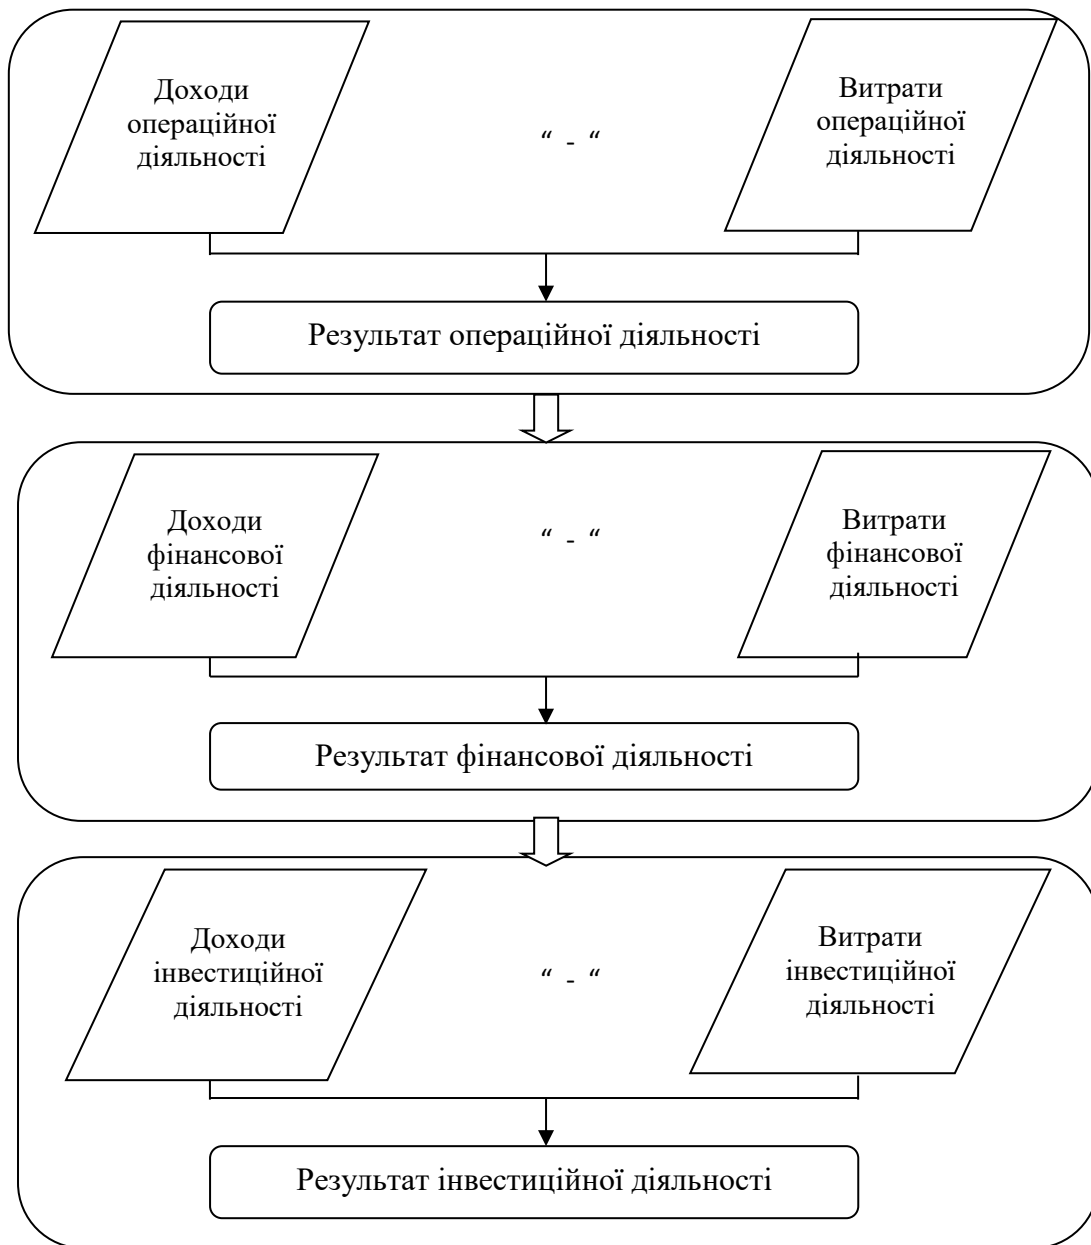 Доходи
операційної
діяльності
“ - “
Витрати
операційної
діяльності
Результат операційної діяльності
Доходи
фінансової
діяльності
“ - “
Витрати
фінансової
діяльності
Результат фінансової діяльності
Доходи
інвестиційної
діяльності
“ - “
Витрати
інвестиційної
діяльності
Результат інвестиційної діяльності